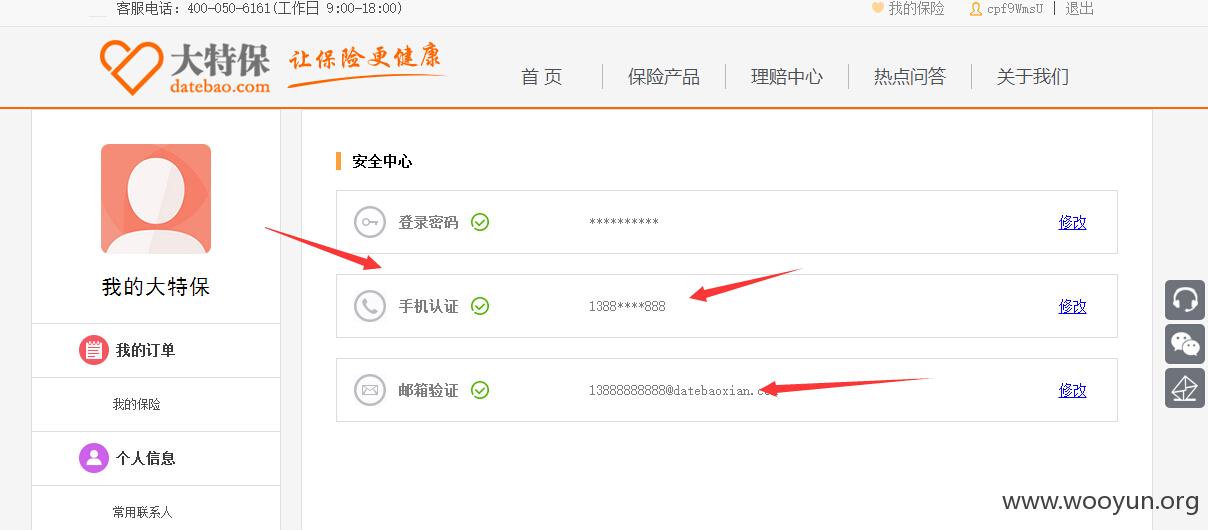 客服电话：400-050-6161(工作日 9:00-18:00)
我的保险 cpf9WmsU | 退出
大特保
datebao.com
让保险更健康
首 页 保险产品 理赔中心 热点问答 关于我们
我的大特保
我的订单
我的保险
个人信息
常用联系人
安全中心
登录密码 ********** 修改
手机认证 1388****888 修改
邮箱验证 13888888888@datebaoxian.c 修改
www.wooyun.org